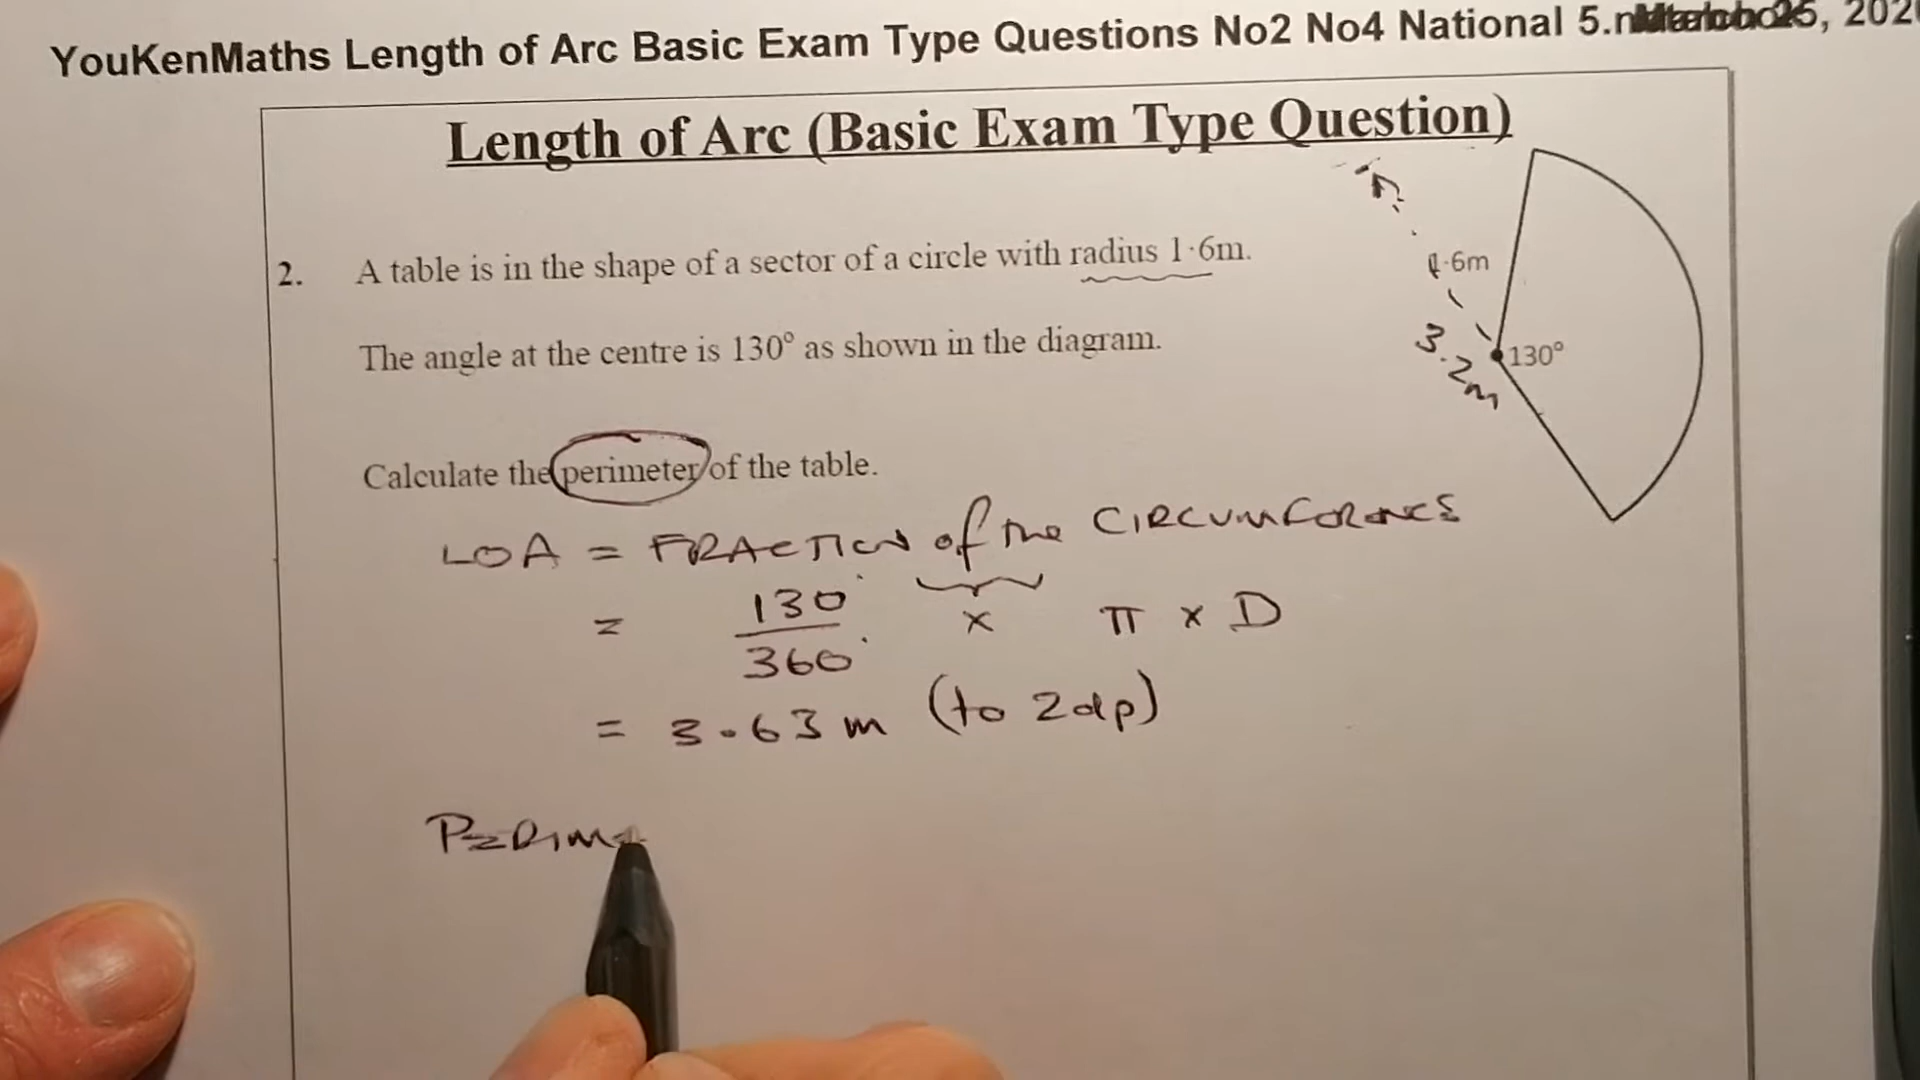 YouKenMaths Length of Arc Basic Exam Type Questions No2 No4 National 5.notebook
Length of Arc (Basic Exam Type Question)
2. A table is in the shape of a sector of a circle with radius 1·6m.
1·6m
The angle at the centre is 130° as shown in the diagram.
130°
3.2m
Calculate the perimeter of the table.
LOA = FRACTION of the CIRCUMFERENCE
= 130° / 360° × π × D
= 3.63 m (to 2dp)